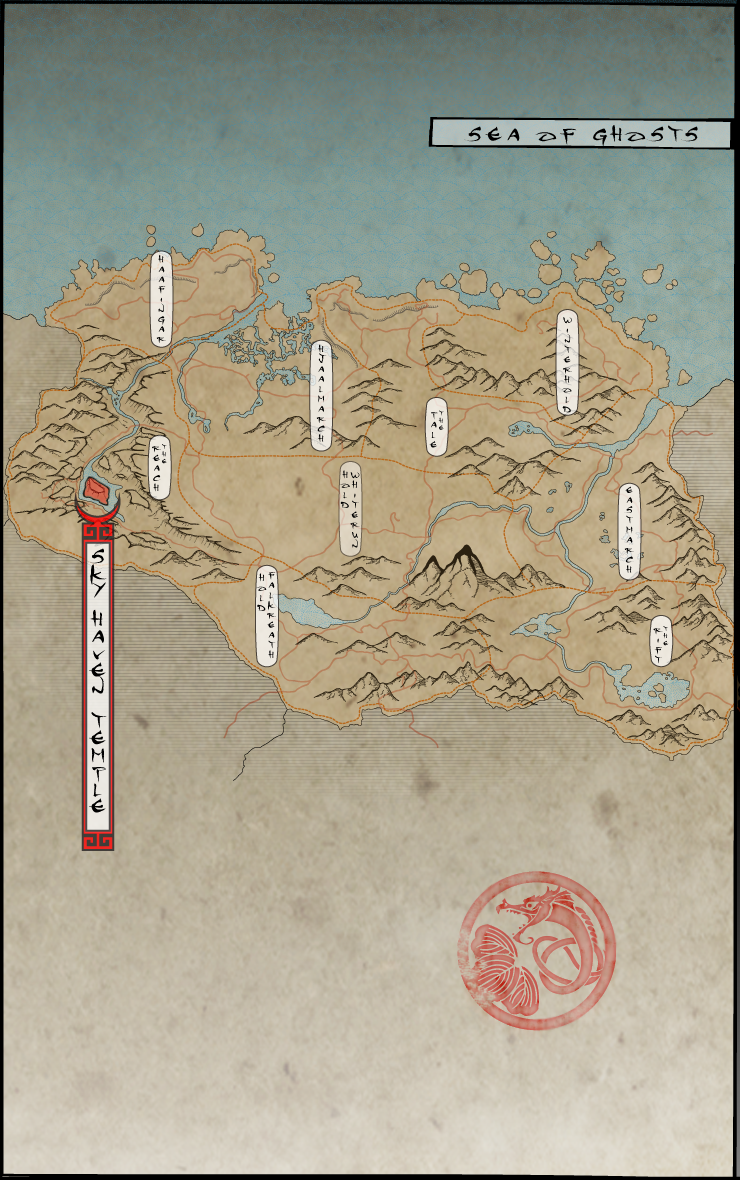 SEA OF GHOSTS
HAAFINGAR
WINTERHOLD
HJAALMARCH
THE
PALE
THE
REACH
WHITERUN
HOLD
EASTMARCH
SKY HAVEN TEMPLE
FALKREATH
HOLD
THE
RIFT